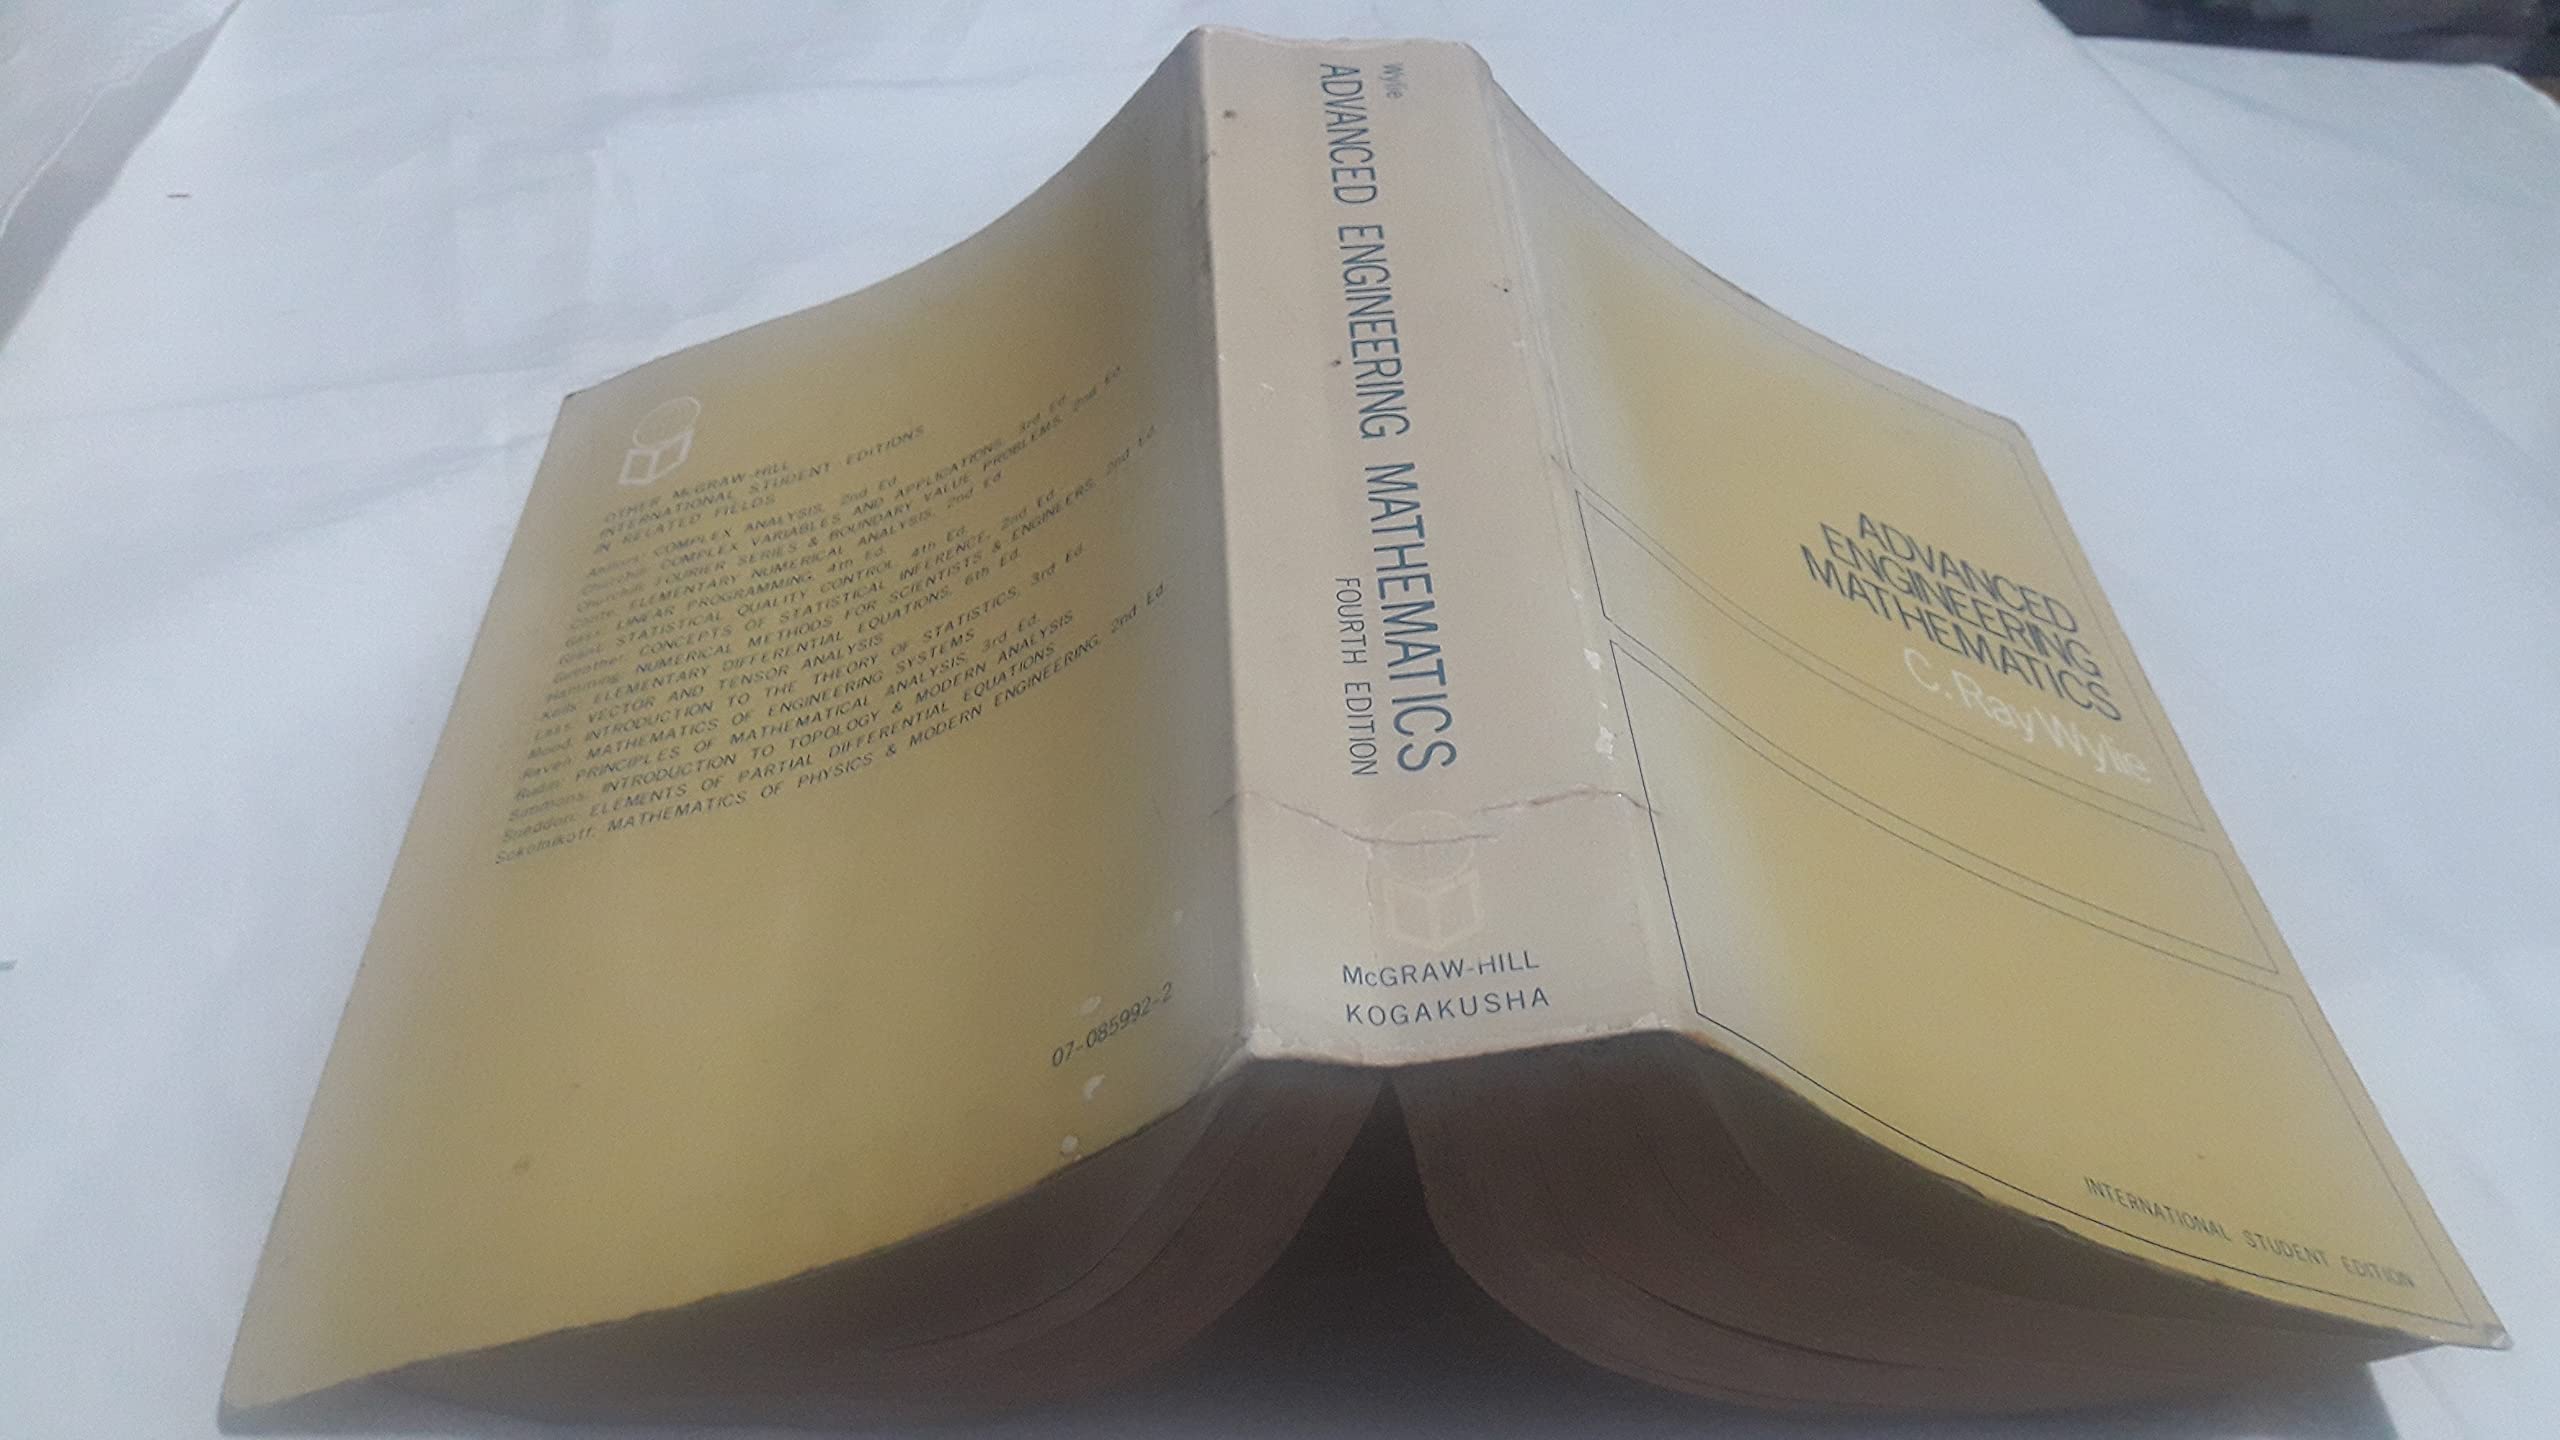 OTHER McGRAW-HILL
INTERNATIONAL STUDENT EDITIONS
IN RELATED FIELDS
Ahlfors: COMPLEX ANALYSIS, 2nd Ed.
Churchill: COMPLEX VARIABLES AND APPLICATIONS, 3rd Ed.
Churchill: FOURIER SERIES & BOUNDARY VALUE PROBLEMS, 2nd Ed.
Conte: ELEMENTARY NUMERICAL ANALYSIS, 2nd Ed.
Gass: LINEAR PROGRAMMING, 4th Ed.
Grant: STATISTICAL QUALITY CONTROL, 4th Ed.
Guenther: CONCEPTS OF STATISTICAL INFERENCE, 2nd Ed.
Hamming: NUMERICAL METHODS FOR SCIENTISTS & ENGINEERS, 2nd Ed.
Kells: ELEMENTARY DIFFERENTIAL EQUATIONS, 6th Ed.
Lass: VECTOR AND TENSOR ANALYSIS
Mood: INTRODUCTION TO THE THEORY OF STATISTICS, 3rd Ed.
Raven: MATHEMATICS OF ENGINEERING SYSTEMS
Rudin: PRINCIPLES OF MATHEMATICAL ANALYSIS, 3rd Ed.
Simmons: INTRODUCTION TO TOPOLOGY & MODERN ANALYSIS
Sneddon: ELEMENTS OF PARTIAL DIFFERENTIAL EQUATIONS
Sokolnikoff: MATHEMATICS OF PHYSICS & MODERN ENGINEERING, 2nd Ed.
07-085992-2
Wylie
ADVANCED ENGINEERING MATHEMATICS
FOURTH EDITION
McGRAW-HILL
KOGAKUSHA
ADVANCED
ENGINEERING
MATHEMATICS
C. Ray Wylie
INTERNATIONAL STUDENT EDITION